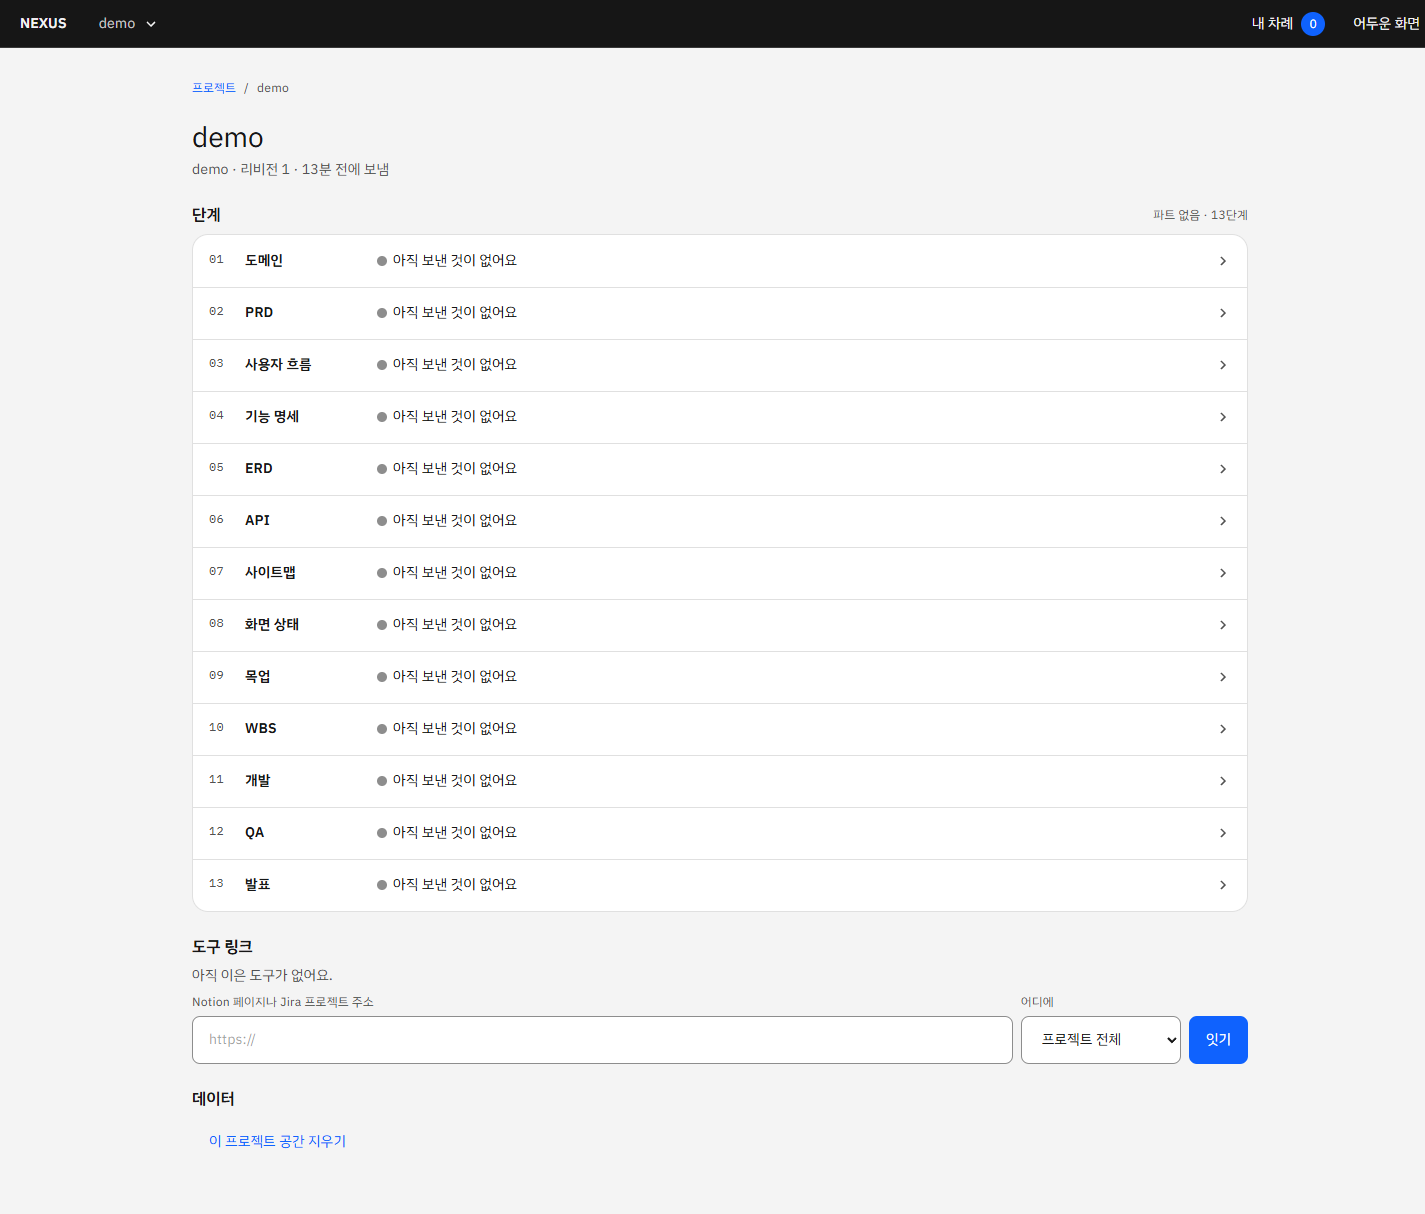 NEXUS demo 내 차례 0 어두운 화면
프로젝트 / demo
demo
demo · 리비전 1 · 13분 전에 보냄
단계 파트 없음 · 13단계
01 도메인 아직 보낸 것이 없어요
02 PRD 아직 보낸 것이 없어요
03 사용자 흐름 아직 보낸 것이 없어요
04 기능 명세 아직 보낸 것이 없어요
05 ERD 아직 보낸 것이 없어요
06 API 아직 보낸 것이 없어요
07 사이트맵 아직 보낸 것이 없어요
08 화면 상태 아직 보낸 것이 없어요
09 목업 아직 보낸 것이 없어요
10 WBS 아직 보낸 것이 없어요
11 개발 아직 보낸 것이 없어요
12 QA 아직 보낸 것이 없어요
13 발표 아직 보낸 것이 없어요
도구 링크
아직 이은 도구가 없어요.
Notion 페이지나 Jira 프로젝트 주소 어디에
https:// 프로젝트 전체 잇기
데이터
이 프로젝트 공간 지우기